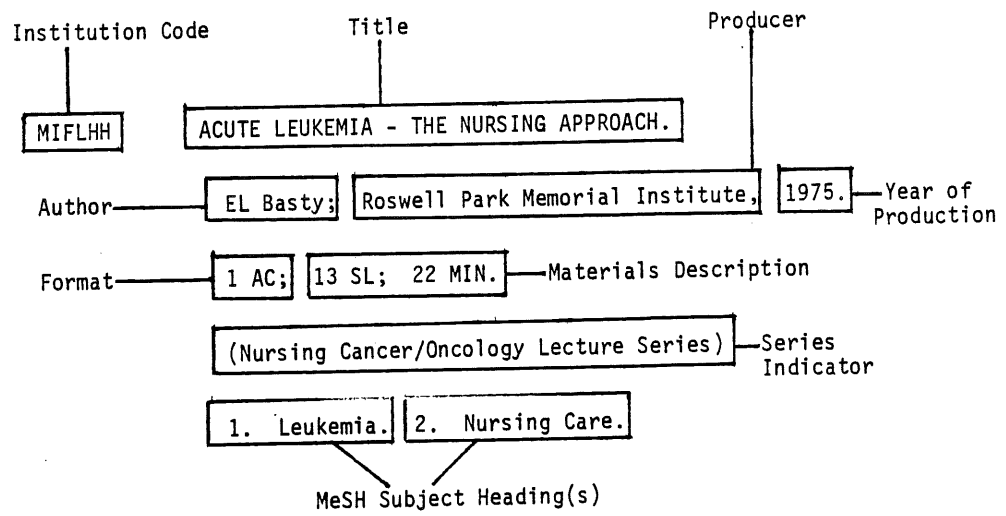 Institution Code Title Producer
MIFLHH ACUTE LEUKEMIA - THE NURSING APPROACH.
Author EL Basty; Roswell Park Memorial Institute, 1975. Year of
Production
Format 1 AC; 13 SL; 22 MIN. Materials Description
(Nursing Cancer/Oncology Lecture Series) Series
Indicator
1. Leukemia. 2. Nursing Care.
MeSH Subject Heading(s)